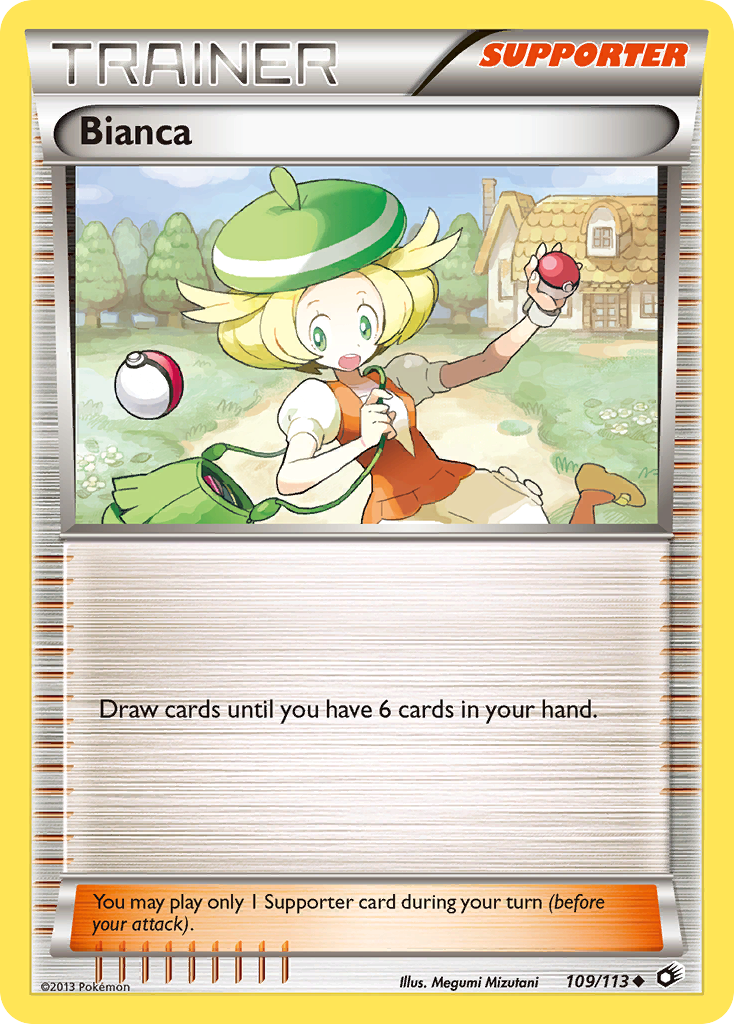 TRAINER
SUPPORTER
Bianca
Draw cards until you have 6 cards in your hand.
You may play only 1 Supporter card during your turn (before
your attack).
©2013 Pokémon
Illus. Megumi Mizutani
109/113